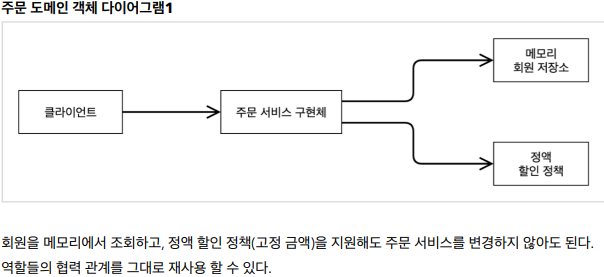 주문 도메인 객체 다이어그램1
클라이언트
주문 서비스 구현체
메모리
회원 저장소
정액
할인 정책
회원을 메모리에서 조회하고, 정액 할인 정책(고정 금액)을 지원해도 주문 서비스를 변경하지 않아도 된다.
역할들의 협력 관계를 그대로 재사용 할 수 있다.